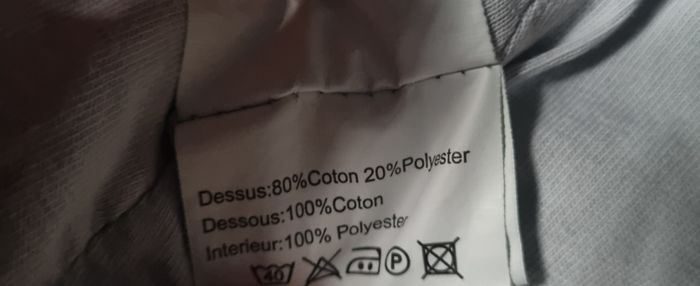 Dessus:80%Coton 20%Polyester
Dessous:100%Coton
Interieur:100% Polyester
40 P